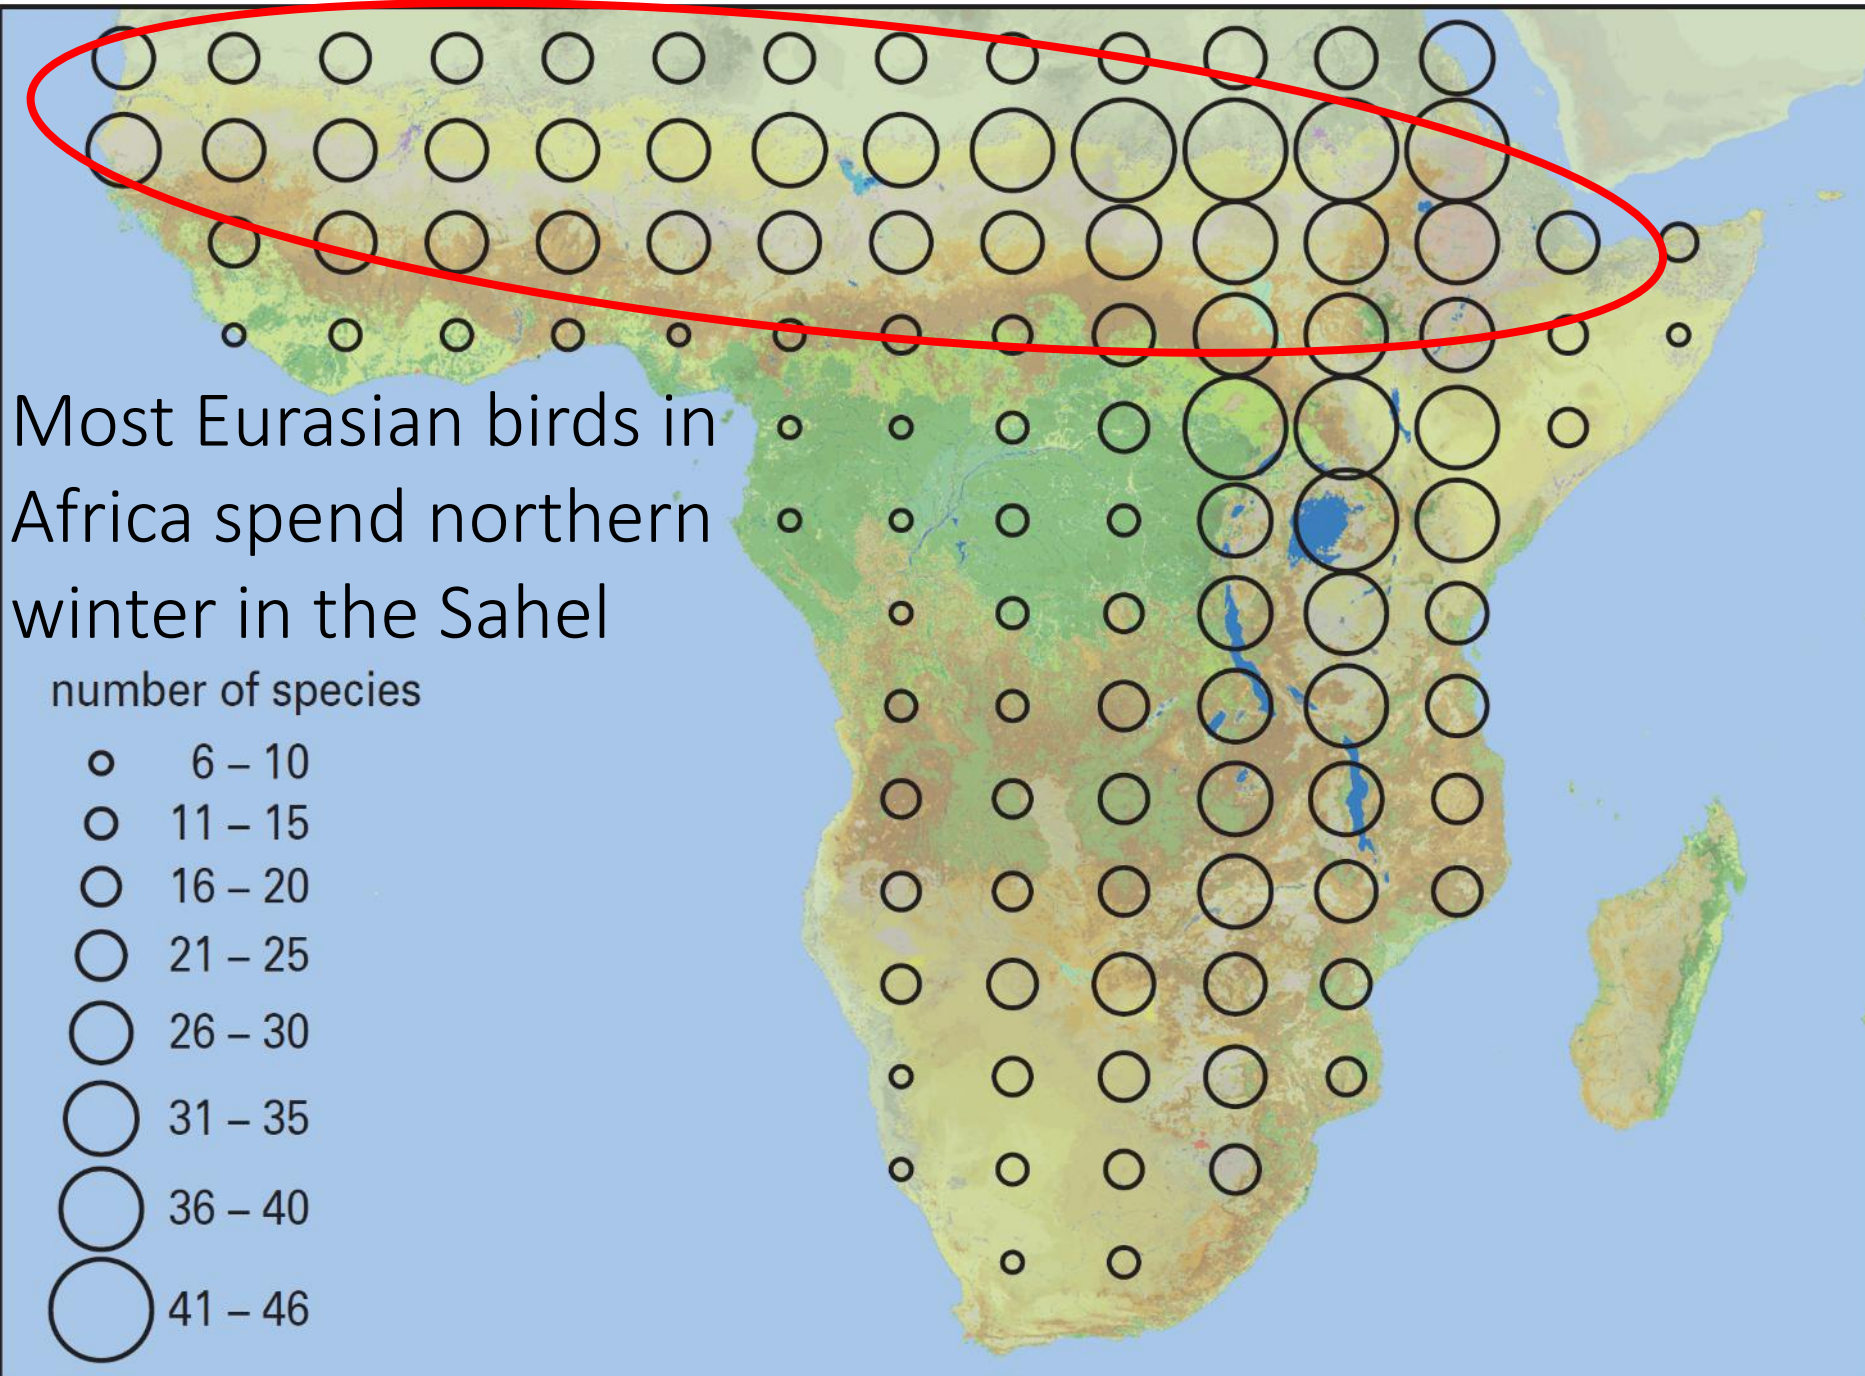 Most Eurasian birds in
Africa spend northern
winter in the Sahel
number of species
6 – 10
11 – 15
16 – 20
21 – 25
26 – 30
31 – 35
36 – 40
41 – 46